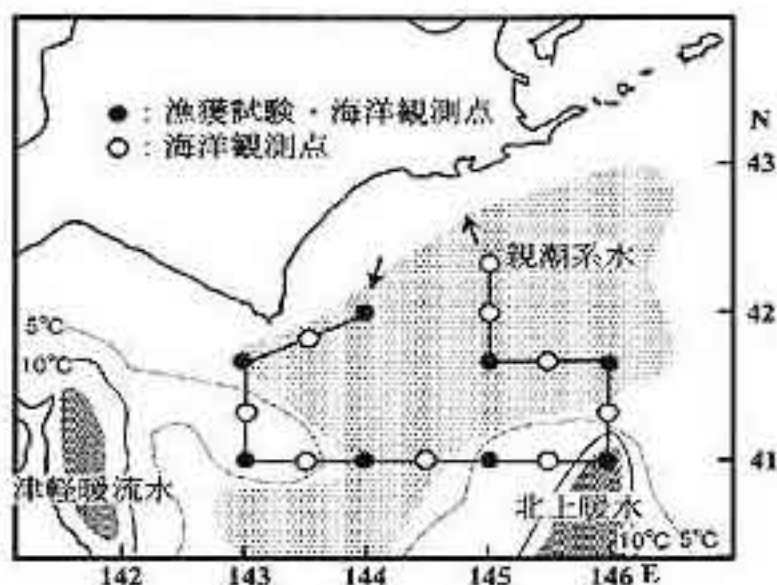 ●：漁獲試験・海洋観測点
○：海洋観測点
N
43
親潮系水
42
5℃
10℃
41
津軽暖流水
北上暖水
10℃ 5℃
142 143 144 145 146 E